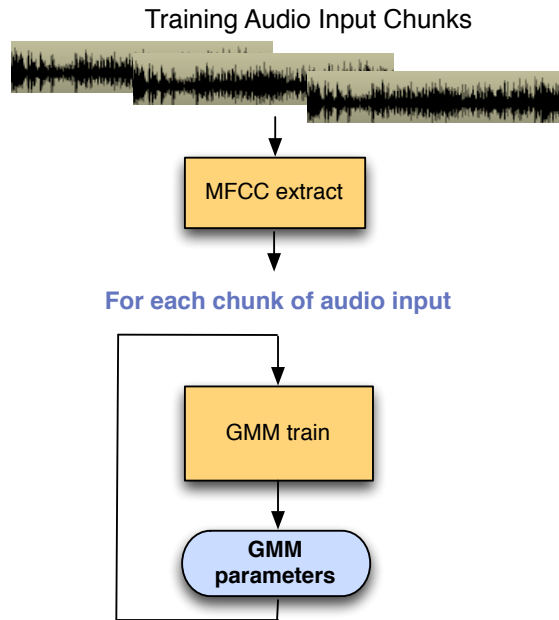 Training Audio Input Chunks
MFCC extract
For each chunk of audio input
GMM train
GMM
parameters